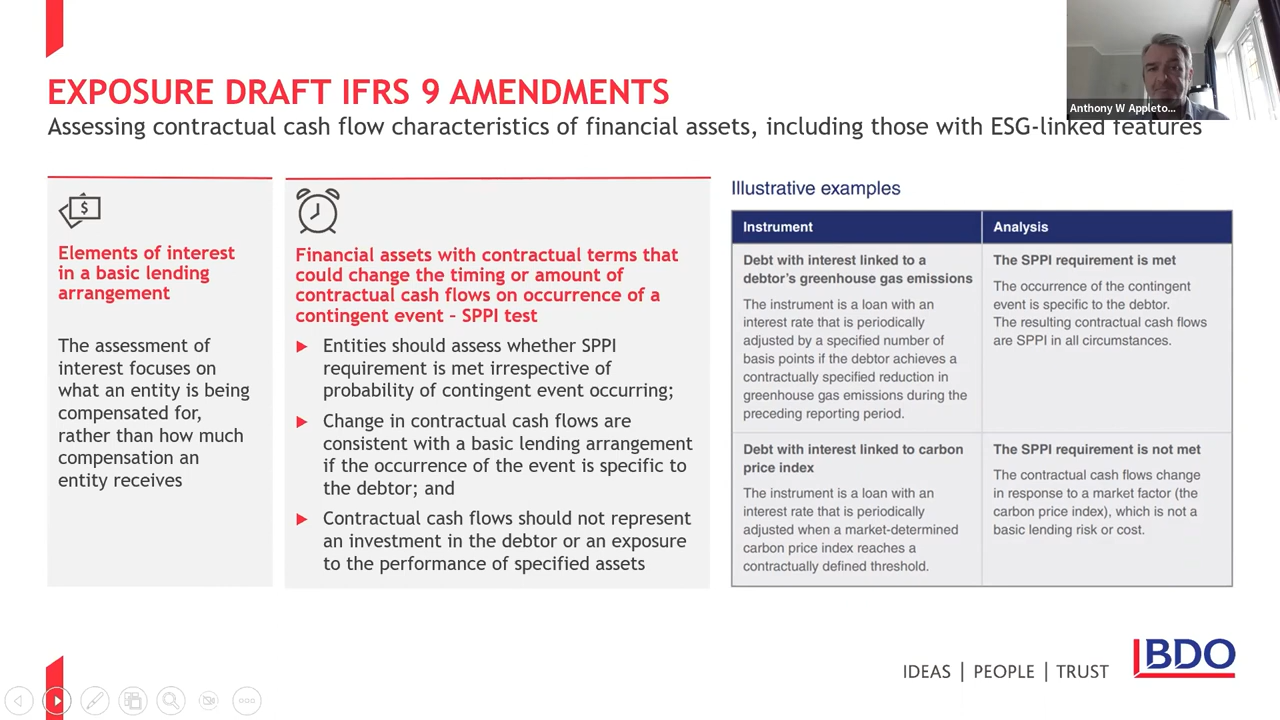 EXPOSURE DRAFT IFRS 9 AMENDMENTS
Assessing contractual cash flow characteristics of financial assets, including those with ESG-linked features
Anthony W Appleto...
$
Elements of interest
in a basic lending
arrangement
The assessment of
interest focuses on
what an entity is being
compensated for,
rather than how much
compensation an
entity receives
Financial assets with contractual terms that
could change the timing or amount of
contractual cash flows on occurrence of a
contingent event – SPPI test
Entities should assess whether SPPI
requirement is met irrespective of
probability of contingent event occurring;
Change in contractual cash flows are
consistent with a basic lending arrangement
if the occurrence of the event is specific to
the debtor; and
Contractual cash flows should not represent
an investment in the debtor or an exposure
to the performance of specified assets
Illustrative examples
Instrument
Analysis
Debt with interest linked to a
debtor's greenhouse gas emissions
The instrument is a loan with an
interest rate that is periodically
adjusted by a specified number of
basis points if the debtor achieves a
contractually specified reduction in
greenhouse gas emissions during the
preceding reporting period.
The SPPI requirement is met
The occurrence of the contingent
event is specific to the debtor.
The resulting contractual cash flows
are SPPI in all circumstances.
Debt with interest linked to carbon
price index
The instrument is a loan with an
interest rate that is periodically
adjusted when a market-determined
carbon price index reaches a
contractually defined threshold.
The SPPI requirement is not met
The contractual cash flows change
in response to a market factor (the
carbon price index), which is not a
basic lending risk or cost.
IDEAS | PEOPLE | TRUST
BDO